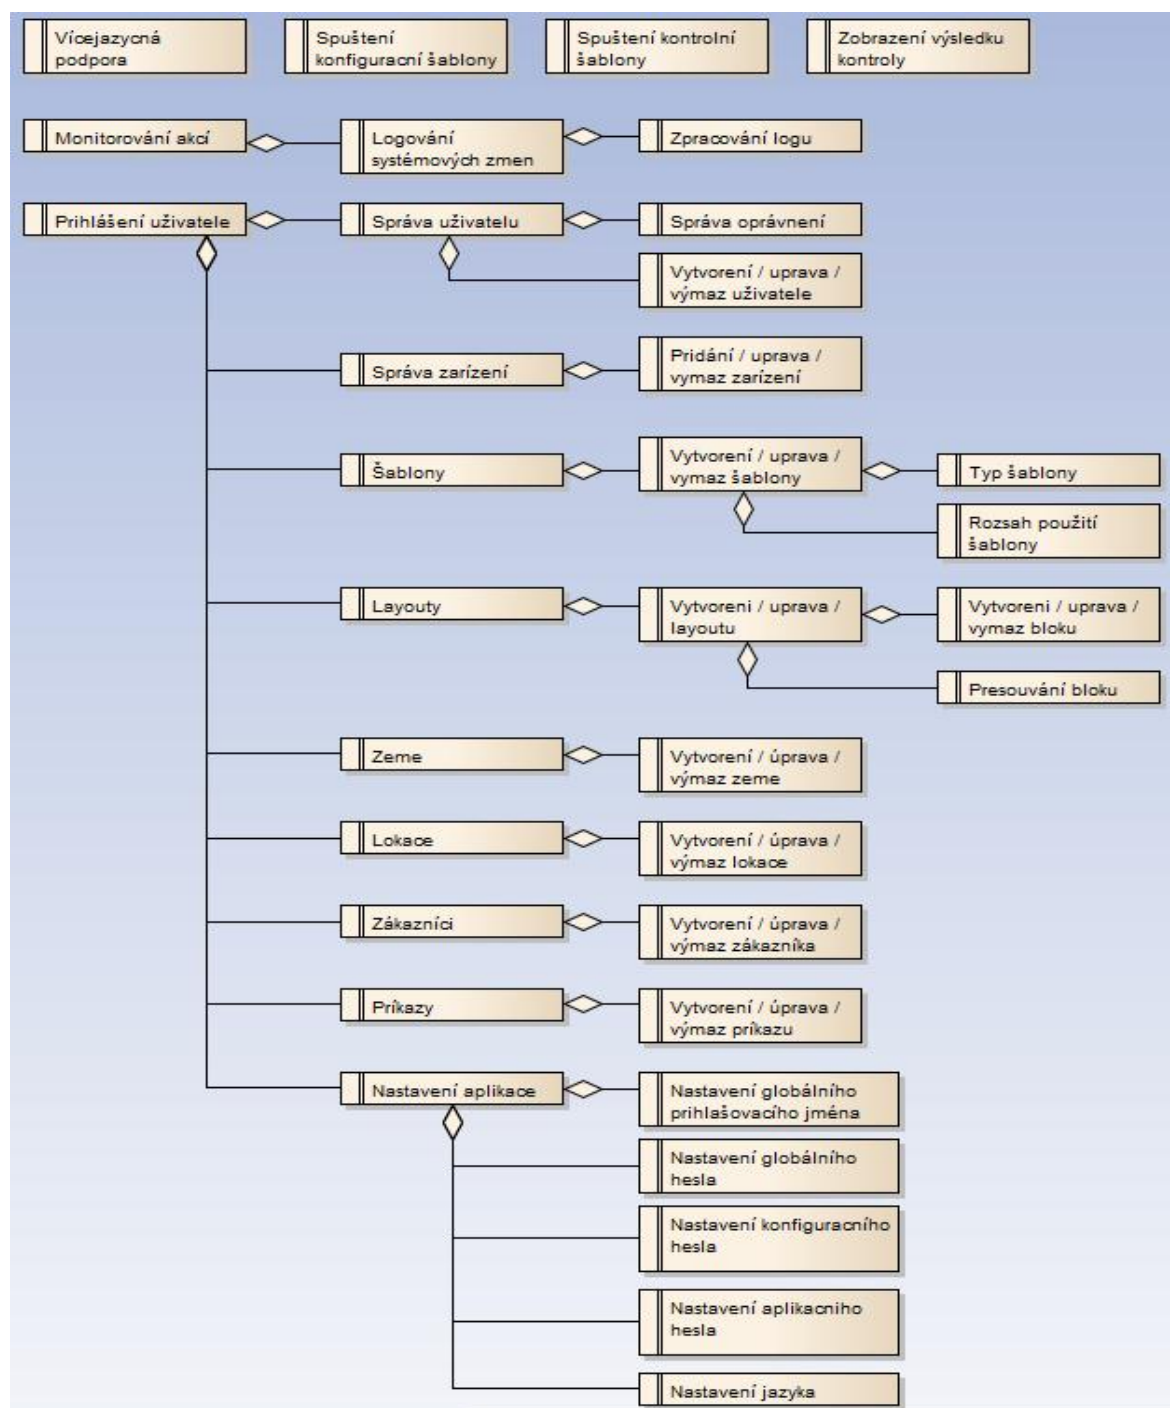 Vícejazycná
podpora
Spuštení
konfiguracní šablony
Spuštení kontrolní
šablony
Zobrazení výsledku
kontroly
Monitorování akcí
Logování
systémových zmen
Zpracování logu
Prihlášení uživatele
Správa uživatelu
Správa oprávnení
Vytvorení / uprava /
výmaz uživatele
Správa zarízení
Pridání / uprava /
vymaz zarízení
Šablony
Vytvorení / uprava /
vymaz šablony
Typ šablony
Rozsah použití
šablony
Layouty
Vytvoreni / uprava /
layoutu
Vytvoreni / uprava /
vymaz bloku
Presouvání bloku
Zeme
Vytvorení / úprava /
výmaz zeme
Lokace
Vytvorení / úprava /
výmaz lokace
Zákazníci
Vytvorení / úprava /
výmaz zákazníka
Príkazy
Vytvorení / úprava /
výmaz príkazu
Nastavení aplikace
Nastavení globálního
prihlašovacího jména
Nastavení globálního
hesla
Nastavení konfiguracního
hesla
Nastavení aplikacniho
hesla
Nastavení jazyka